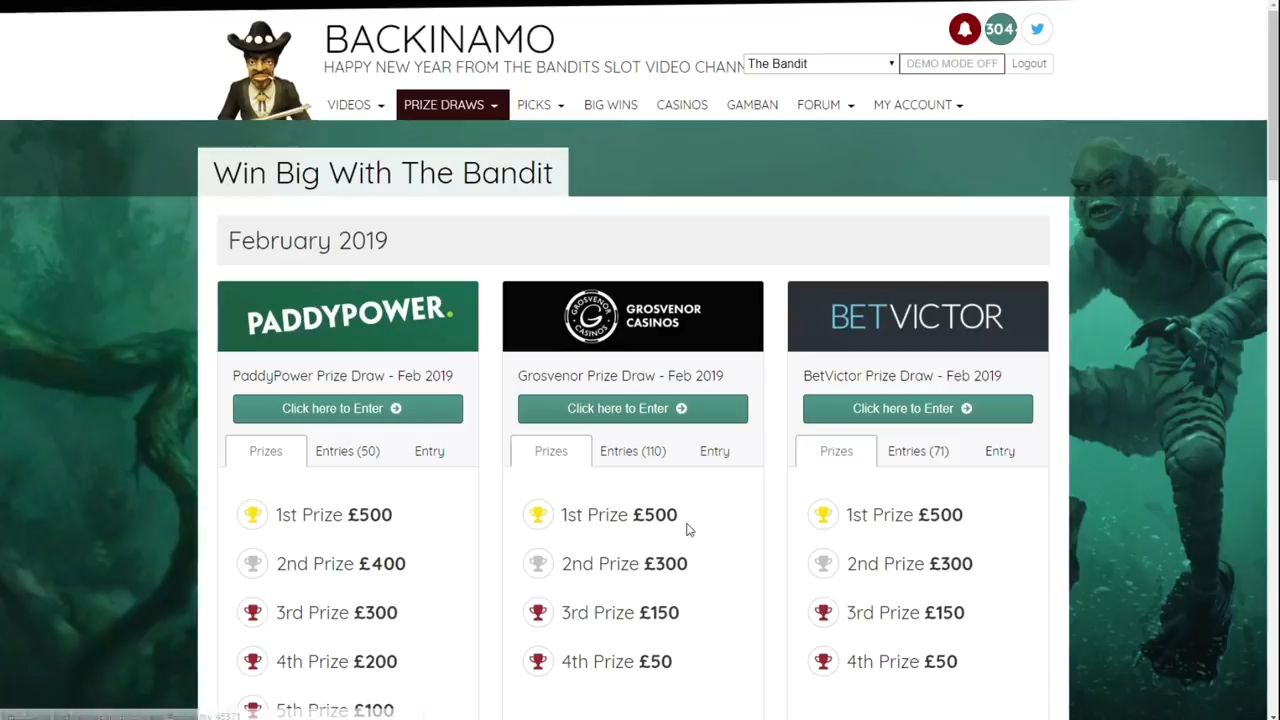 BACKINAMO
304
HAPPY NEW YEAR FROM THE BANDITS SLOT VIDEO CHANN
The Bandit
DEMO MODE OFF
Logout
VIDEOS PRIZE DRAWS PICKS BIG WINS CASINOS GAMBAN FORUM MY ACCOUNT
Win Big With The Bandit
February 2019
PADDYPOWER.
GROSVENOR CASINOS
G
GROSVENOR
CASINOS
BETVICTOR
PaddyPower Prize Draw - Feb 2019
Grosvenor Prize Draw - Feb 2019
BetVictor Prize Draw - Feb 2019
Click here to Enter
Click here to Enter
Click here to Enter
Prizes Entries (50) Entry
Prizes Entries (110) Entry
Prizes Entries (71) Entry
1st Prize £500
2nd Prize £400
3rd Prize £300
4th Prize £200
5th Prize £100
1st Prize £500
2nd Prize £300
3rd Prize £150
4th Prize £50
1st Prize £500
2nd Prize £300
3rd Prize £150
4th Prize £50